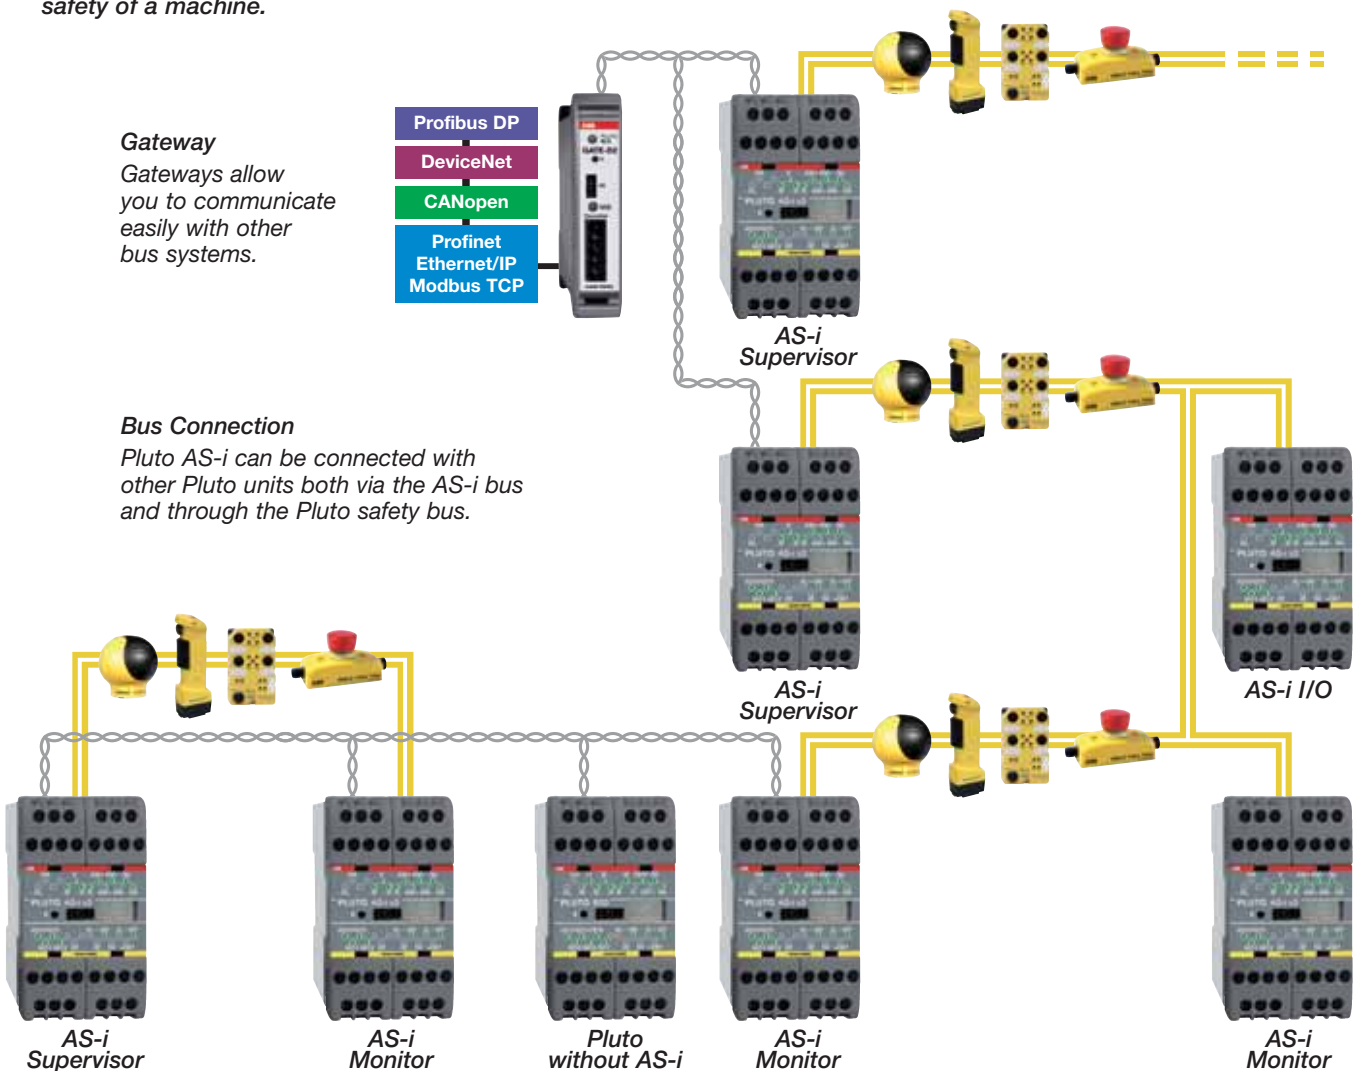 safety of a machine.
Gateway
Gateways allow
you to communicate
easily with other
bus systems.
Profibus DP
DeviceNet
CANopen
Profinet
Ethernet/IP
Modbus TCP
GATE-D2
AS-i
Supervisor
Bus Connection
Pluto AS-i can be connected with
other Pluto units both via the AS-i bus
and through the Pluto safety bus.
AS-i
Supervisor
AS-i I/O
AS-i
Supervisor
AS-i
Monitor
Pluto
without AS-i
AS-i
Monitor
AS-i
Monitor